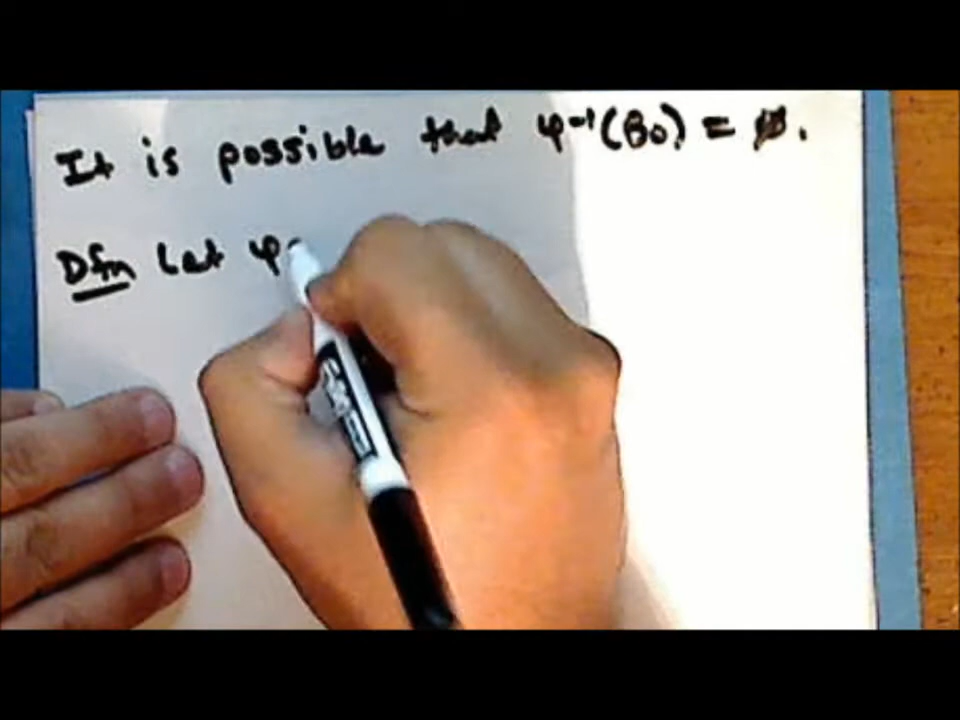 It is possible that φ⁻¹(B₀) = ∅.
Dfn Let φ